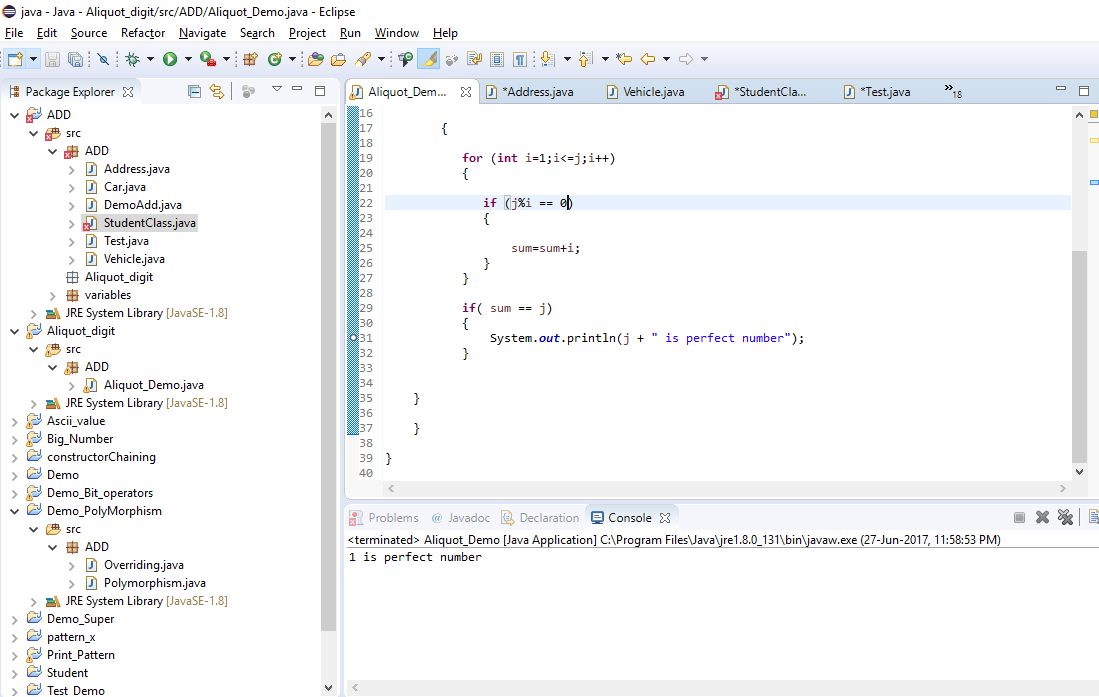 java - Java - Aliquot_digit/src/ADD/Aliquot_Demo.java - Eclipse
File Edit Source Refactor Navigate Search Project Run Window Help
Package Explorer
ADD
src
ADD
Address.java
Car.java
DemoAdd.java
StudentClass.java
Test.java
Vehicle.java
Aliquot_digit
variables
JRE System Library [JavaSE-1.8]
Aliquot_digit
src
ADD
Aliquot_Demo.java
JRE System Library [JavaSE-1.8]
Ascii_value
Big_Number
constructorChaining
Demo
Demo_Bit_operators
Demo_PolyMorphism
src
ADD
Overriding.java
Polymorphism.java
JRE System Library [JavaSE-1.8]
Demo_Super
pattern_x
Print_Pattern
Student
Test_Demo
Aliquot_Dem... *Address.java Vehicle.java *StudentCla... *Test.java »18
16
17 {
18
19 for (int i=1;i<=j;i++)
20 {
21
22 if (j%i == 0)
23 {
24
25 sum=sum+i;
26 }
27 }
28
29 if( sum == j)
30 {
31 System.out.println(j + " is perfect number");
32 }
33
34
35 }
36
37 }
38
39 }
40
Problems @ Javadoc Declaration Console
<terminated> Aliquot_Demo [Java Application] C:\Program Files\Java\jre1.8.0_131\bin\javaw.exe (27-Jun-2017, 11:58:53 PM)
1 is perfect number